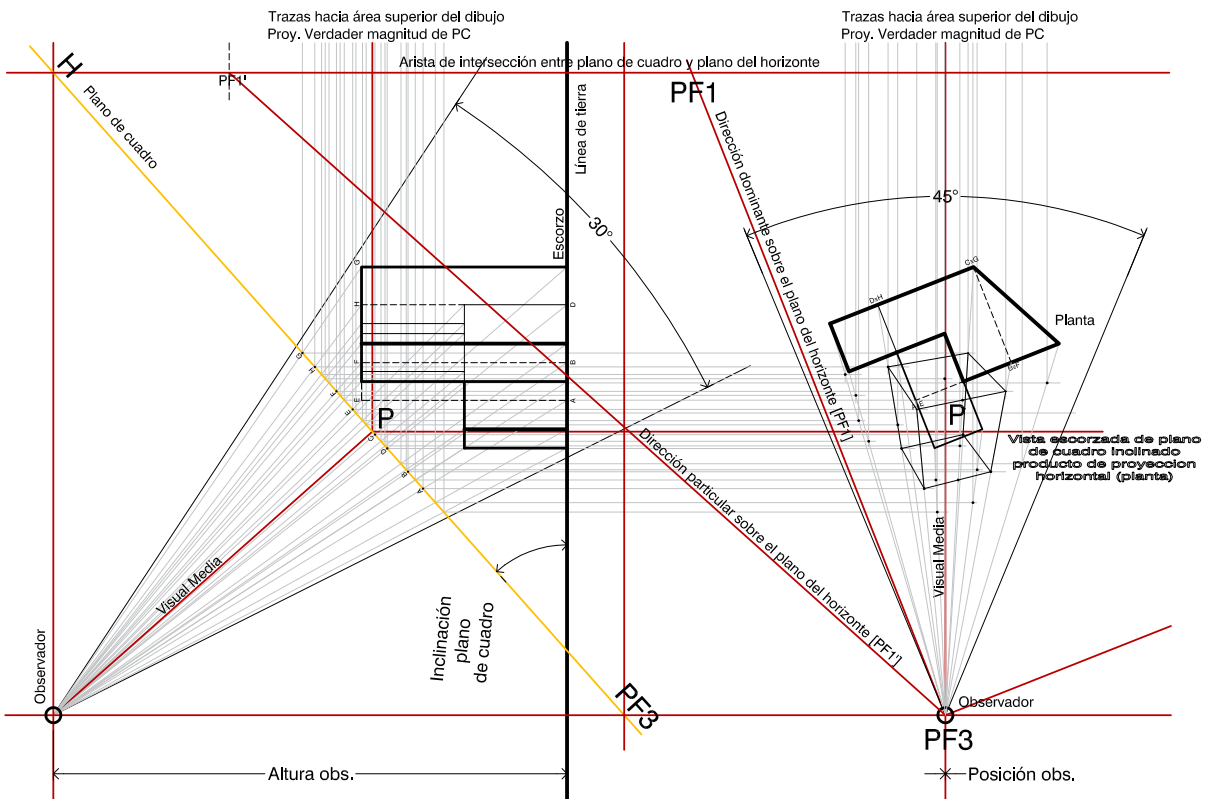 Trazas hacia área superior del dibujo
Proy. Verdader magnitud de PC
Trazas hacia área superior del dibujo
Proy. Verdader magnitud de PC
H
PF1'
Arista de intersección entre plano de cuadro y plano del horizonte
PF1
Plano de cuadro
Línea de tierra
Escorzo
30°
45°
Dirección dominante sobre el plano del horizonte [PF1]
G
H
F
E
D
B
A
G
H
F
E
C
D
B
A
P
DxH
CxG
BxF
AxE
Planta
P
Vista escorzada de plano
de cuadro inclinado
producto de proyeccion
horizontal (planta)
Dirección particular sobre el plano del horizonte [PF1']
Visual Media
Visual Media
Inclinación
plano
de cuadro
Observador
PF3
Observador
PF3
Altura obs.
Posición obs.